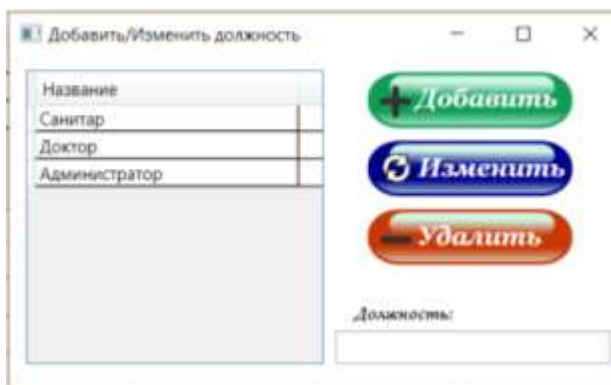 Добавить/Изменить должность
Название
Санитар
Доктор
Администратор
Добавить
Изменить
Удалить
Должность: